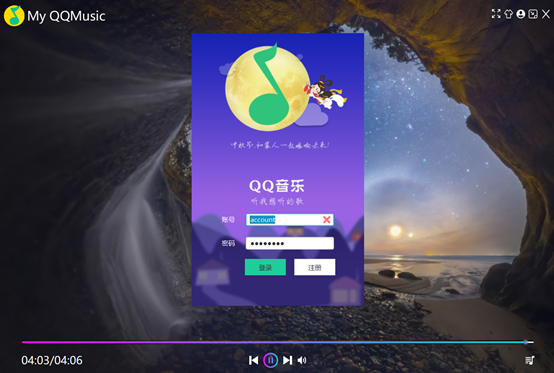 My QQMusic
中秋节,和家人一起嗨嗨云来!
QQ音乐
听我想听的歌
账号 account
密码 ●●●●●●●●
登录 注册
04:03/04:06